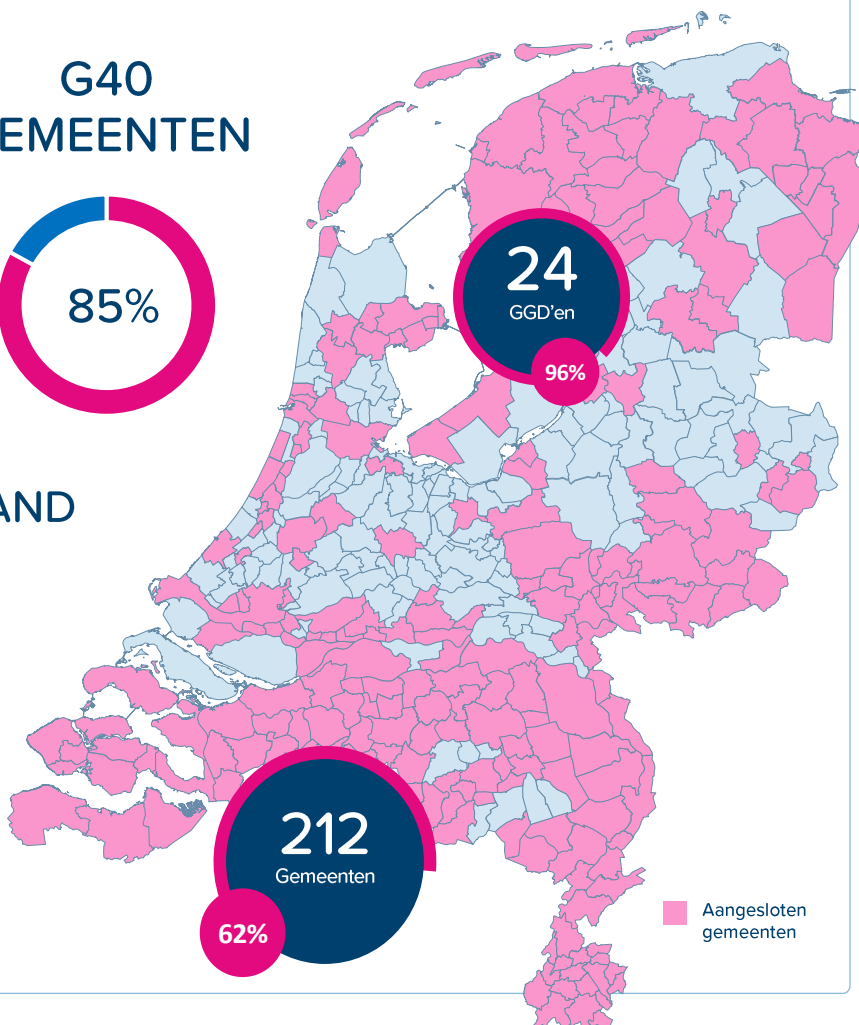 G40
EMEENTEN
85%
AND
24
GGD'en
96%
212
Gemeenten
62%
Aangesloten
gemeenten